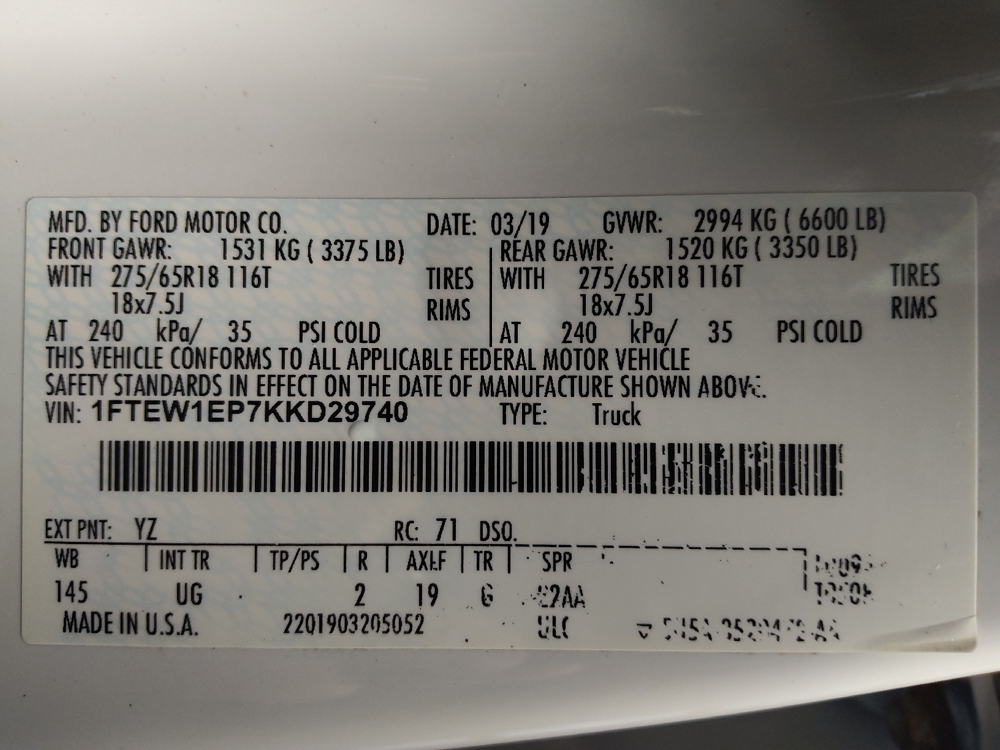 MFD. BY FORD MOTOR CO. DATE: 03/19 GVWR: 2994 KG ( 6600 LB)
FRONT GAWR: 1531 KG ( 3375 LB) REAR GAWR: 1520 KG ( 3350 LB)
WITH 275/65R18 116T TIRES WITH 275/65R18 116T TIRES
18x7.5J RIMS 18x7.5J RIMS
AT 240 kPa/ 35 PSI COLD AT 240 kPa/ 35 PSI COLD
THIS VEHICLE CONFORMS TO ALL APPLICABLE FEDERAL MOTOR VEHICLE
SAFETY STANDARDS IN EFFECT ON THE DATE OF MANUFACTURE SHOWN ABOVE.
VIN: 1FTEW1EP7KKD29740 TYPE: Truck
EXT PNT: YZ RC: 71 DSO:
WB INT TR TP/PS R AXLE TR SPR
145 UG 2 19 G
MADE IN U.S.A. 2201903205052